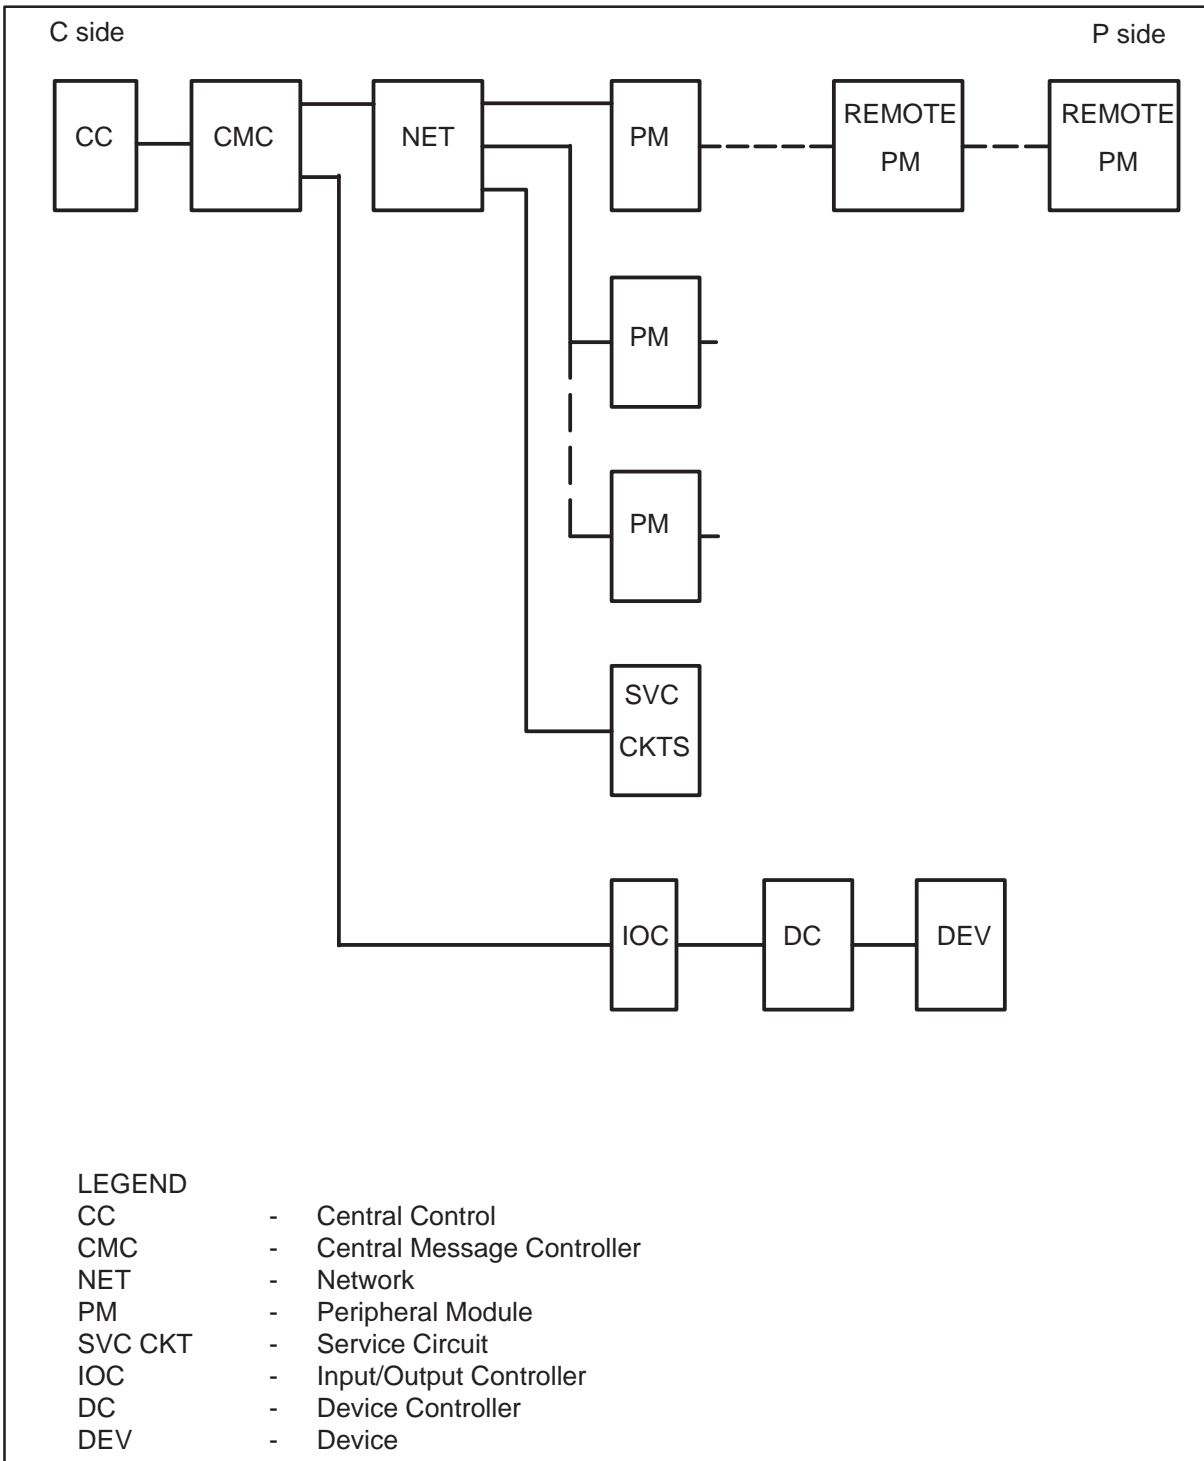 C side
P side
CC
CMC
NET
PM
REMOTE
PM
REMOTE
PM
PM
PM
SVC
CKTS
IOC
DC
DEV
LEGEND
CC - Central Control
CMC - Central Message Controller
NET - Network
PM - Peripheral Module
SVC CKT - Service Circuit
IOC - Input/Output Controller
DC - Device Controller
DEV - Device